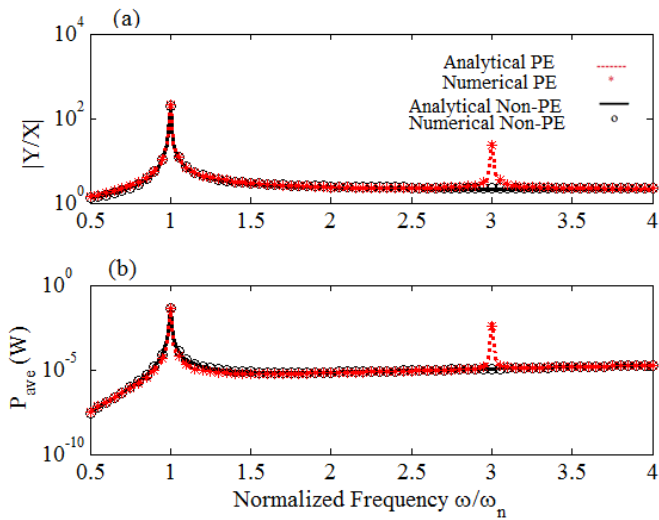 (a)
10^4
10^2
10^0
|Y/X|
Analytical PE
Numerical PE
Analytical Non-PE
Numerical Non-PE
0.5 1 1.5 2 2.5 3 3.5 4
(b)
10^0
10^-5
10^-10
P_ave (W)
0.5 1 1.5 2 2.5 3 3.5 4
Normalized Frequency ω/ω_n